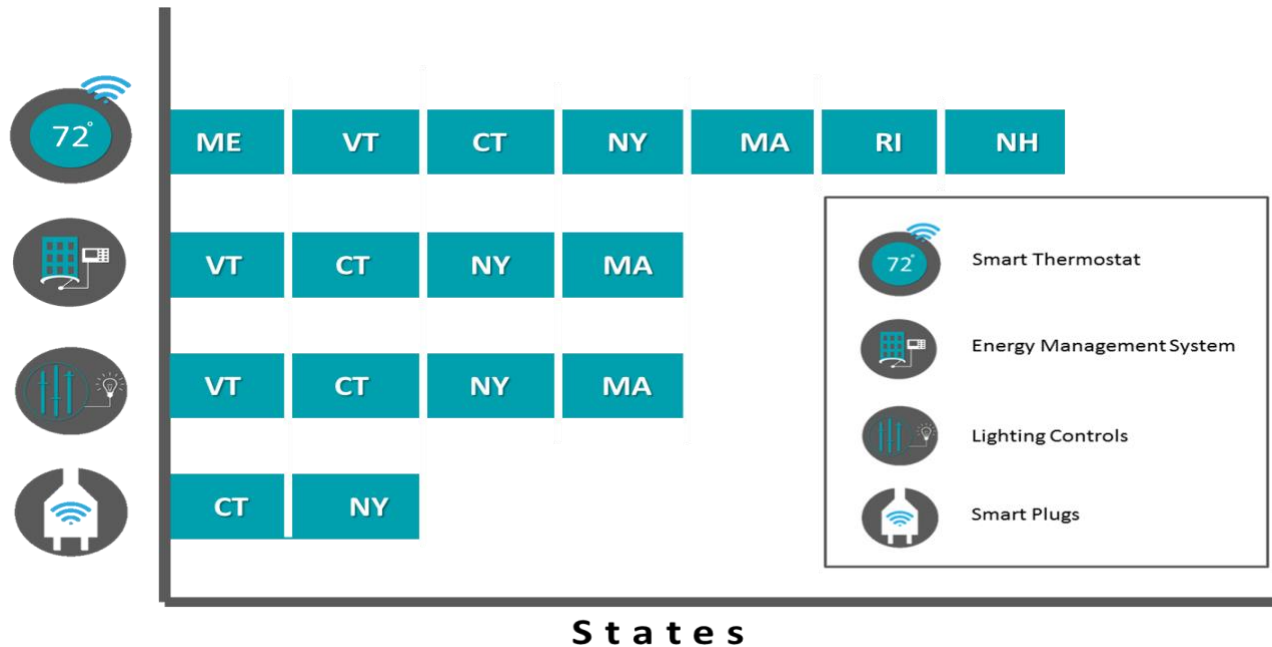 72°
ME VT CT NY MA RI NH
VT CT NY MA
VT CT NY MA
CT NY
72°
Smart Thermostat
Energy Management System
Lighting Controls
Smart Plugs
States